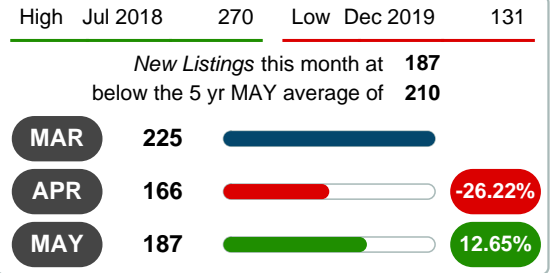 High Jul 2018 270 Low Dec 2019 131
New Listings this month at 187
below the 5 yr MAY average of 210
MAR 225
APR 166 -26.22%
MAY 187 12.65%